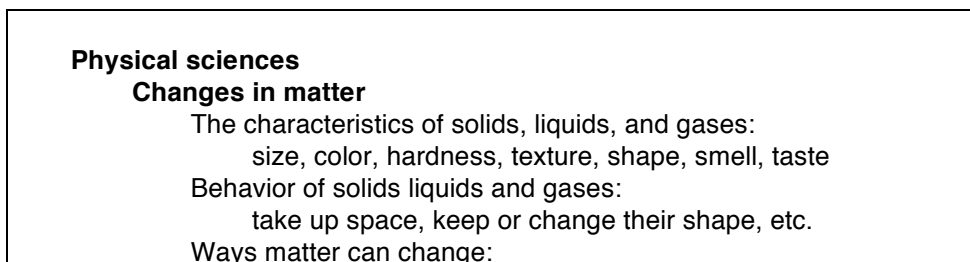 Physical sciences
Changes in matter
The characteristics of solids, liquids, and gases:
size, color, hardness, texture, shape, smell, taste
Behavior of solids liquids and gases:
take up space, keep or change their shape, etc.
Ways matter can change: